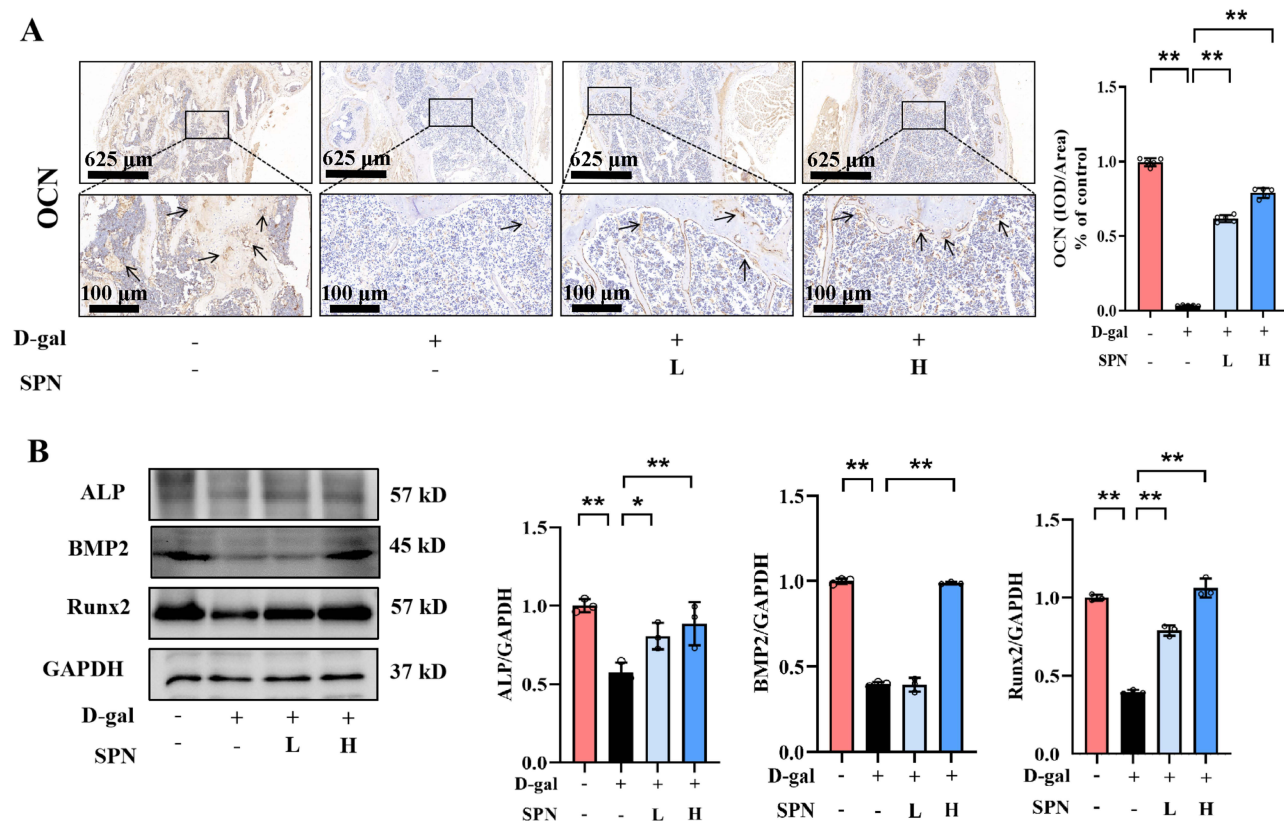 A
OCN
625 μm
625 μm
625 μm
625 μm
100 μm
100 μm
100 μm
100 μm
D-gal - + + +
SPN - - L H
** ** **
OCN (IOD/Area)
% of control
1.5
1.0
0.5
0.0
D-gal - + + +
SPN - - L H
B
ALP 57 kD
BMP2 45 kD
Runx2 57 kD
GAPDH 37 kD
D-gal - + + +
SPN - - L H
** * **
ALP/GAPDH
1.5
1.0
0.5
0.0
D-gal - + + +
SPN - - L H
** **
BMP2/GAPDH
1.5
1.0
0.5
0.0
D-gal - + + +
SPN - - L H
** ** **
Runx2/GAPDH
1.5
1.0
0.5
0.0
D-gal - + + +
SPN - - L H